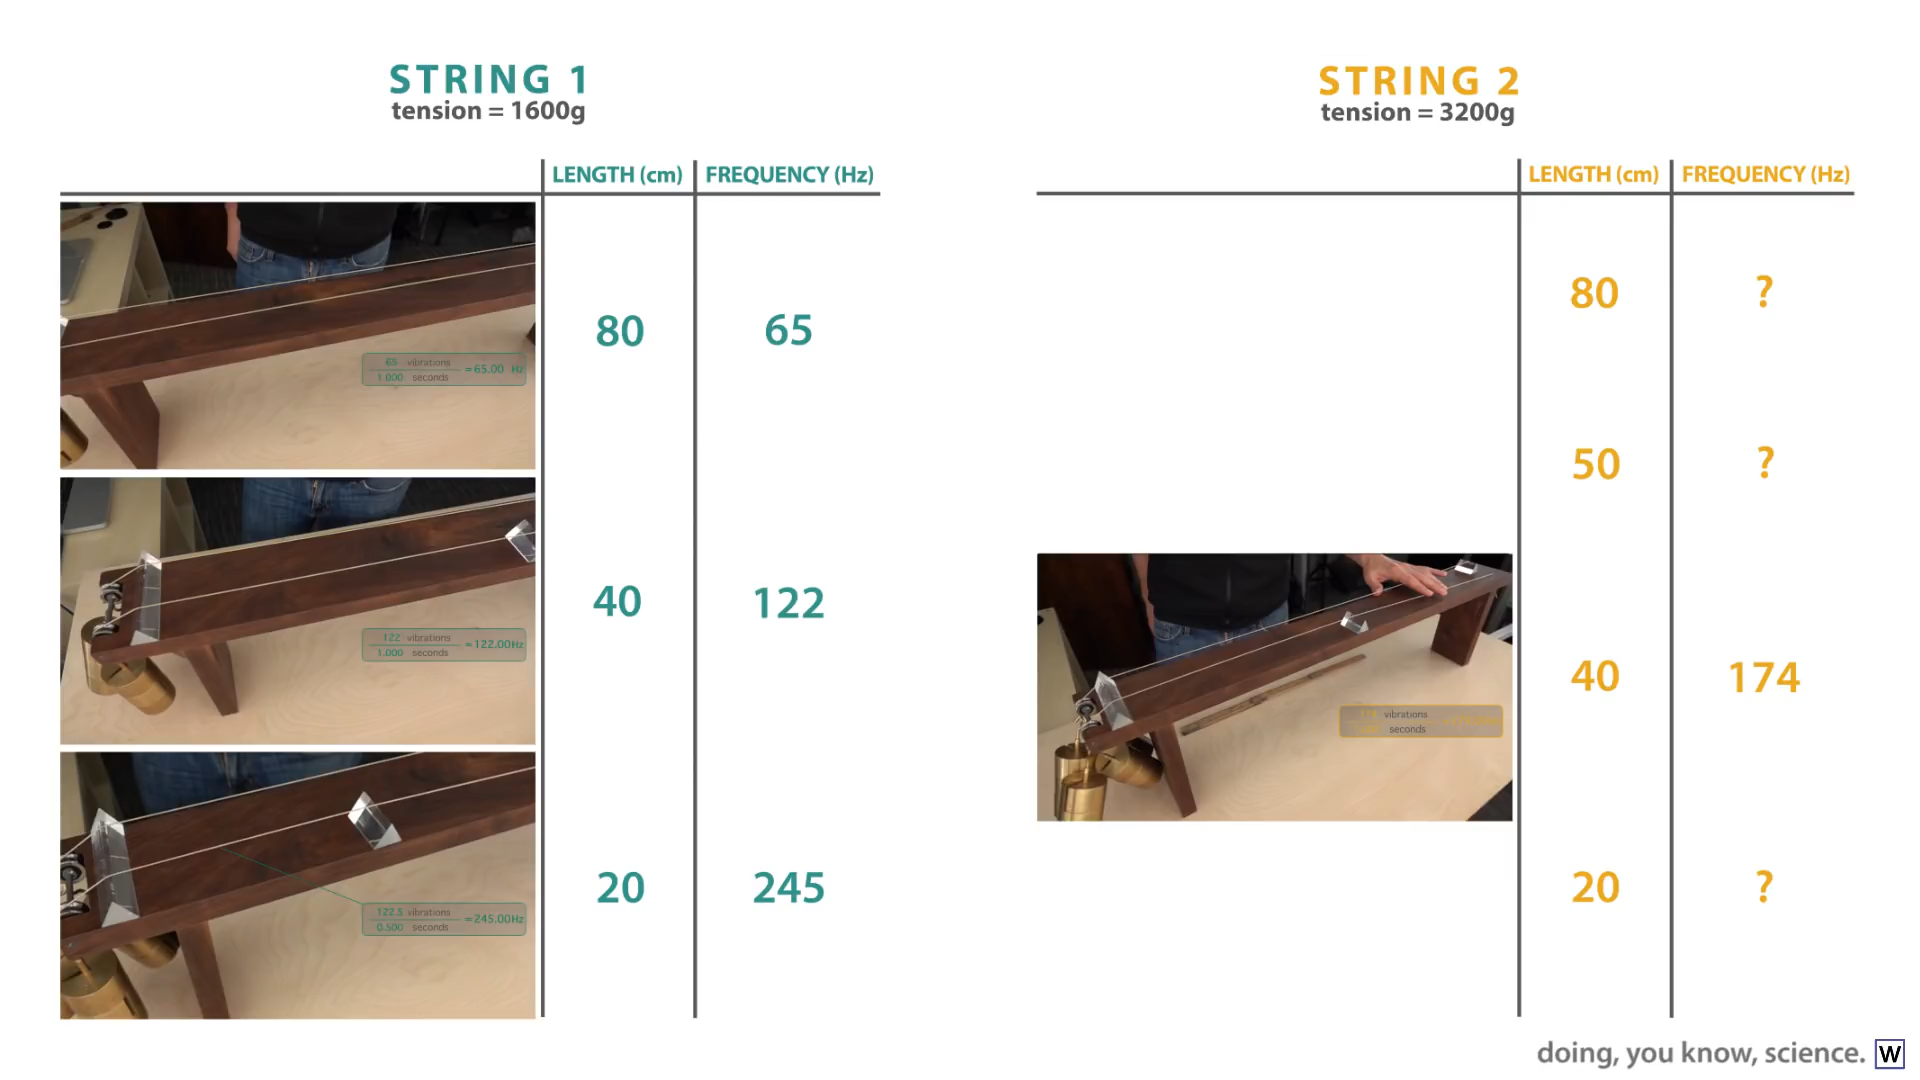 STRING 1
tension = 1600g
LENGTH (cm) FREQUENCY (Hz)
80 65
65 vibrations
1.000 seconds
=65.00 Hz
40 122
122 vibrations
1.000 seconds
=122.00Hz
20 245
122.5 vibrations
0.500 seconds
=245.00Hz
STRING 2
tension = 3200g
LENGTH (cm) FREQUENCY (Hz)
80 ?
50 ?
40 174
vibrations
seconds
20 ?
doing, you know, science. W